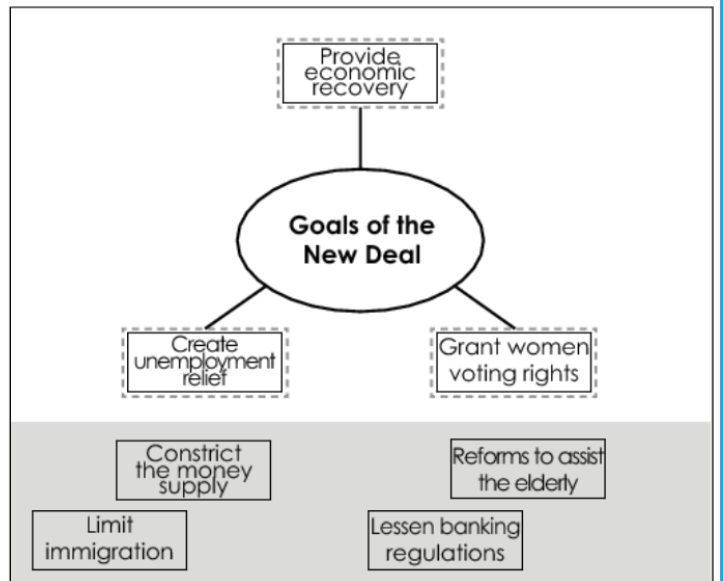 Provide
economic
recovery
Goals of the
New Deal
Create
unemployment
relief
Grant women
voting rights
Constrict
the money
supply
Reforms to assist
the elderly
Limit
immigration
Lessen banking
regulations